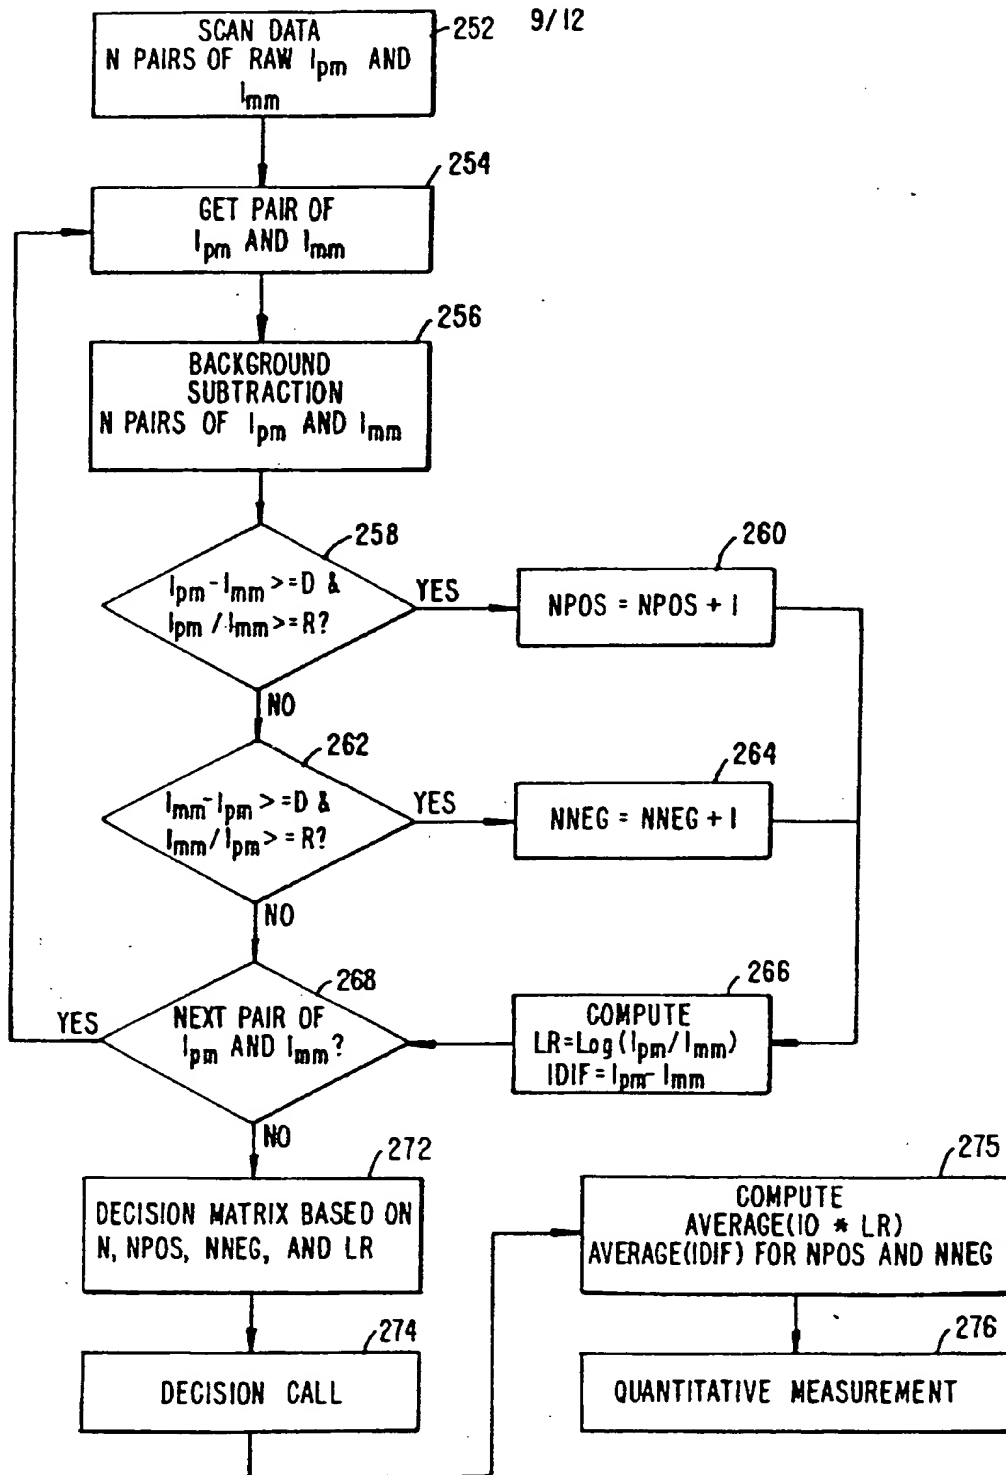 9/12
252
SCAN DATA
N PAIRS OF RAW Ipm AND
Imm
254
GET PAIR OF
Ipm AND Imm
256
BACKGROUND
SUBTRACTION
N PAIRS OF Ipm AND Imm
258
Ipm - Imm >= D &
Ipm / Imm >= R?
YES
NO
260
NPOS = NPOS + 1
262
Imm - Ipm >= D &
Imm / Ipm >= R?
YES
NO
264
NNEG = NNEG + 1
266
COMPUTE
LR=Log(Ipm/Imm)
IDIF=Ipm-Imm
268
NEXT PAIR OF
Ipm AND Imm?
YES
NO
272
DECISION MATRIX BASED ON
N, NPOS, NNEG, AND LR
274
DECISION CALL
275
COMPUTE
AVERAGE(10 * LR)
AVERAGE(IDIF) FOR NPOS AND NNEG
276
QUANTITATIVE MEASUREMENT